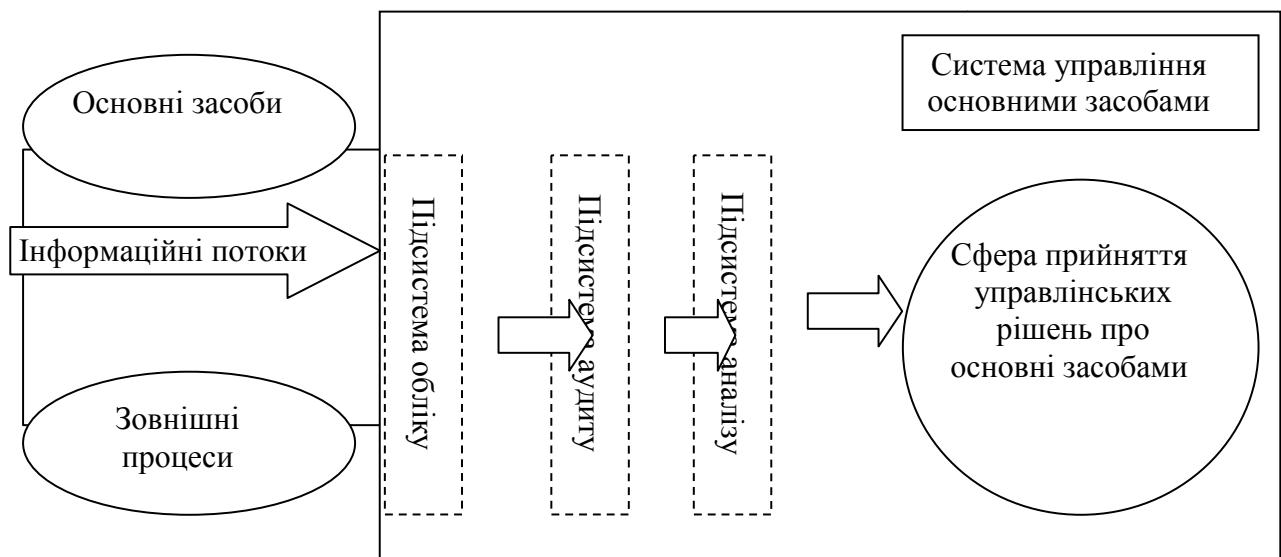 Основні засоби
Інформаційні потоки
Зовнішні
процеси
Підсистема обліку
Підсистема аудиту
Підсистема аналізу
Система управління
основними засобами
Сфера прийняття
управлінських
рішень про
основні засобами